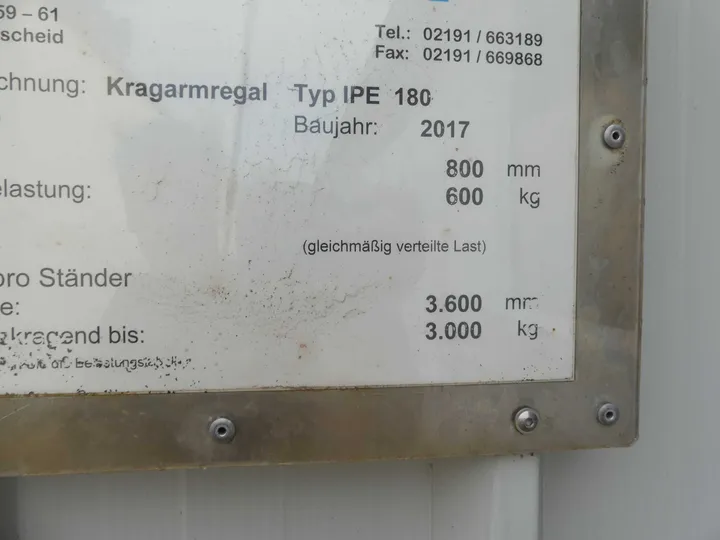 59 – 61
scheid
Tel.: 02191 / 663189
Fax: 02191 / 669868
chnung: Kragarmregal Typ IPE 180
Baujahr: 2017
800 mm
elastung: 600 kg
(gleichmäßig verteilte Last)
pro Ständer
e: 3.600 mm
skragend bis: 3.000 kg